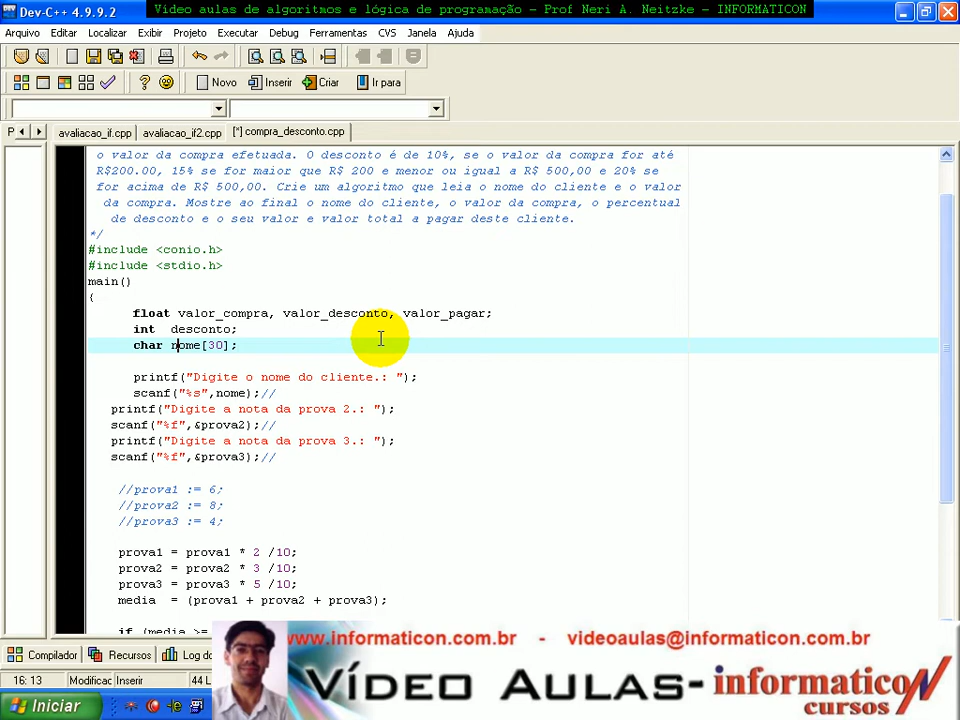 Dev-C++ 4.9.9.2
Vídeo aulas de algoritmos e lógica de programação – Prof Neri A. Neitzke – INFORMATICON
Arquivo Editar Localizar Exibir Projeto Executar Debug Ferramentas CVS Janela Ajuda
Novo Inserir Criar Ir para
P avaliacao_if.cpp avaliacao_if2.cpp [*] compra_desconto.cpp
o valor da compra efetuada. O desconto é de 10%, se o valor da compra for até
R$200.00, 15% se for maior que R$ 200 e menor ou igual a R$ 500,00 e 20% se
for acima de R$ 500,00. Crie um algoritmo que leia o nome do cliente e o valor
da compra. Mostre ao final o nome do cliente, o valor da compra, o percentual
de desconto e o seu valor e valor total a pagar deste cliente.
*/
#include <conio.h>
#include <stdio.h>
main()
{
float valor_compra, valor_desconto, valor_pagar;
int desconto;
char nome[30];
printf("Digite o nome do cliente.: ");
scanf("%s",nome);//
printf("Digite a nota da prova 2.: ");
scanf("%f",&prova2);//
printf("Digite a nota da prova 3.: ");
scanf("%f",&prova3);//
//prova1 := 6;
//prova2 := 8;
//prova3 := 4;
prova1 = prova1 * 2 /10;
prova2 = prova2 * 3 /10;
prova3 = prova3 * 5 /10;
media = (prova1 + prova2 + prova3);
if (media >=
www.informaticon.com.br - videoaulas@informaticon.com.br
Compilador Recursos Log do
VÍDEO AULAS- informaticon
cursos
16: 13 Modificac Inserir 44 L
Iniciar